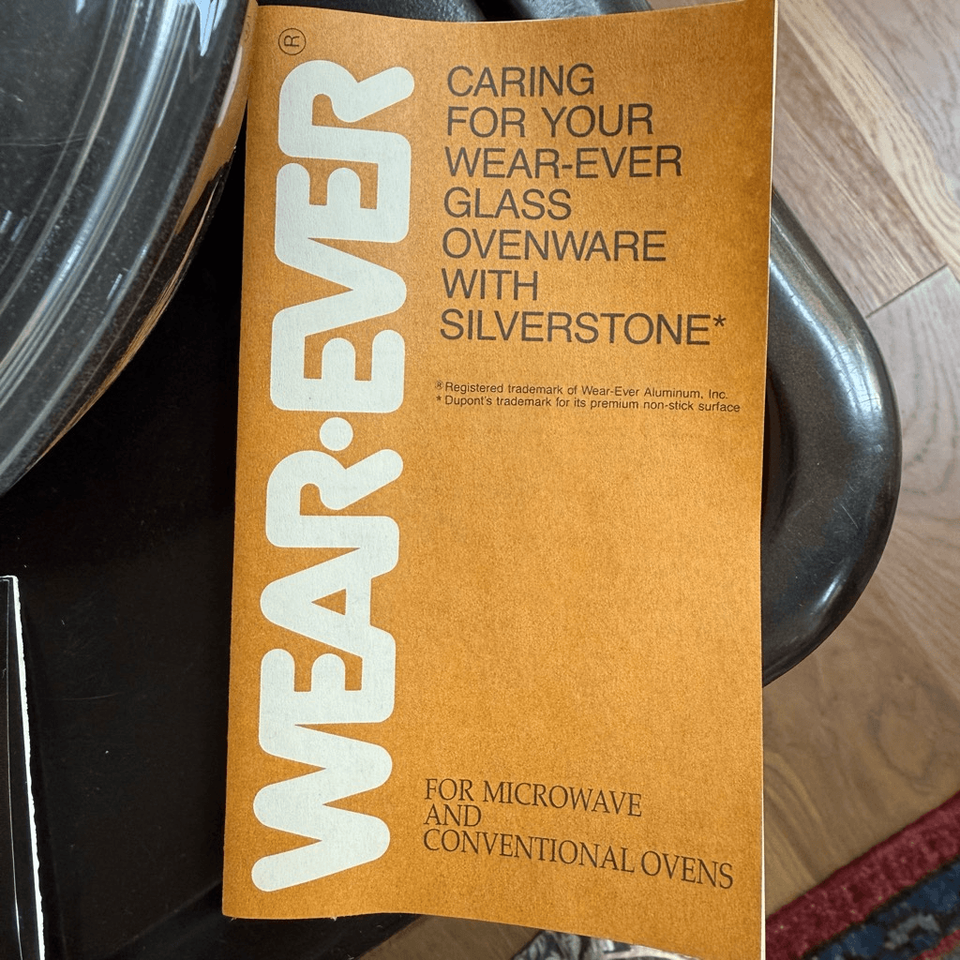 WEAR·EVER®
CARING
FOR YOUR
WEAR-EVER
GLASS
OVENWARE
WITH
SILVERSTONE*
® Registered trademark of Wear-Ever Aluminum, Inc.
* Dupont's trademark for its premium non-stick surface
FOR MICROWAVE
AND
CONVENTIONAL OVENS